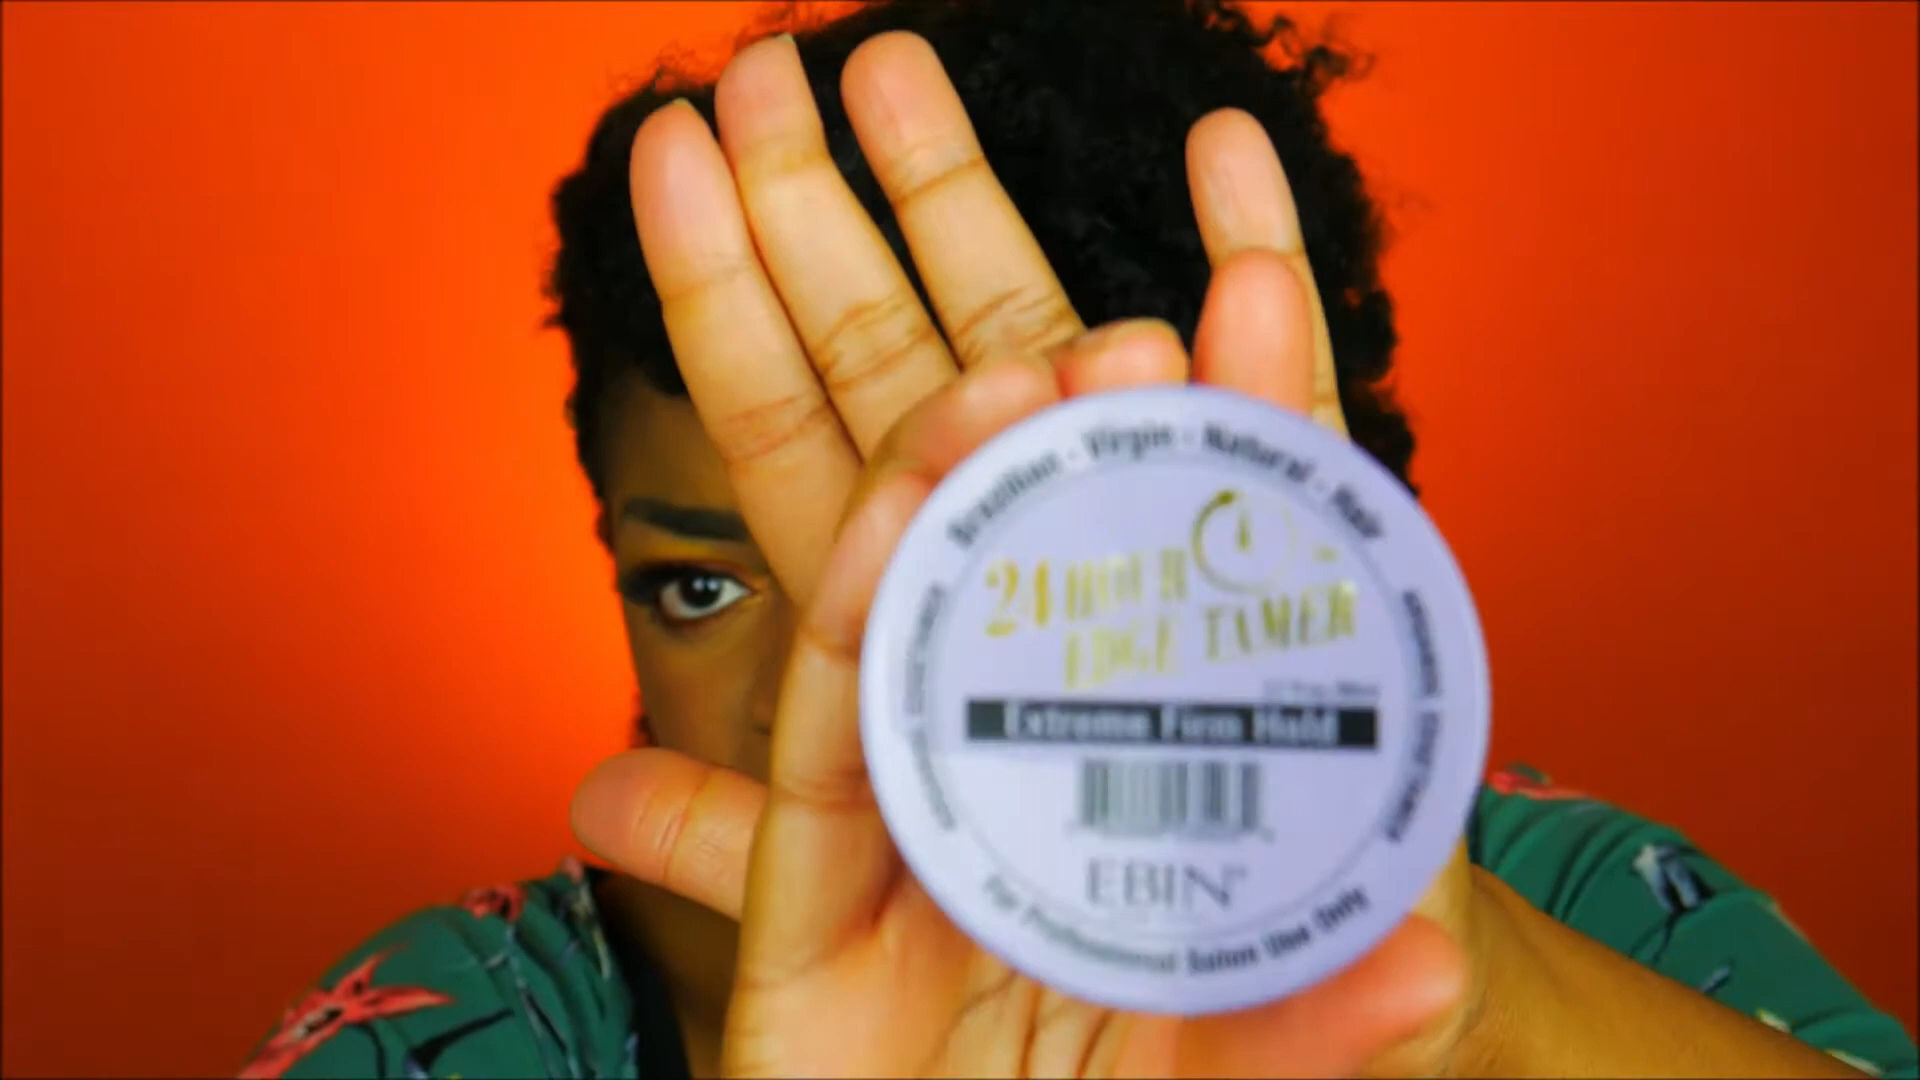 Brazilian - Virgin - Natural - Hair
24 HOUR
EDGE TAMER
Extreme Firm Hold
EBIN
For Professional Salon Use Only